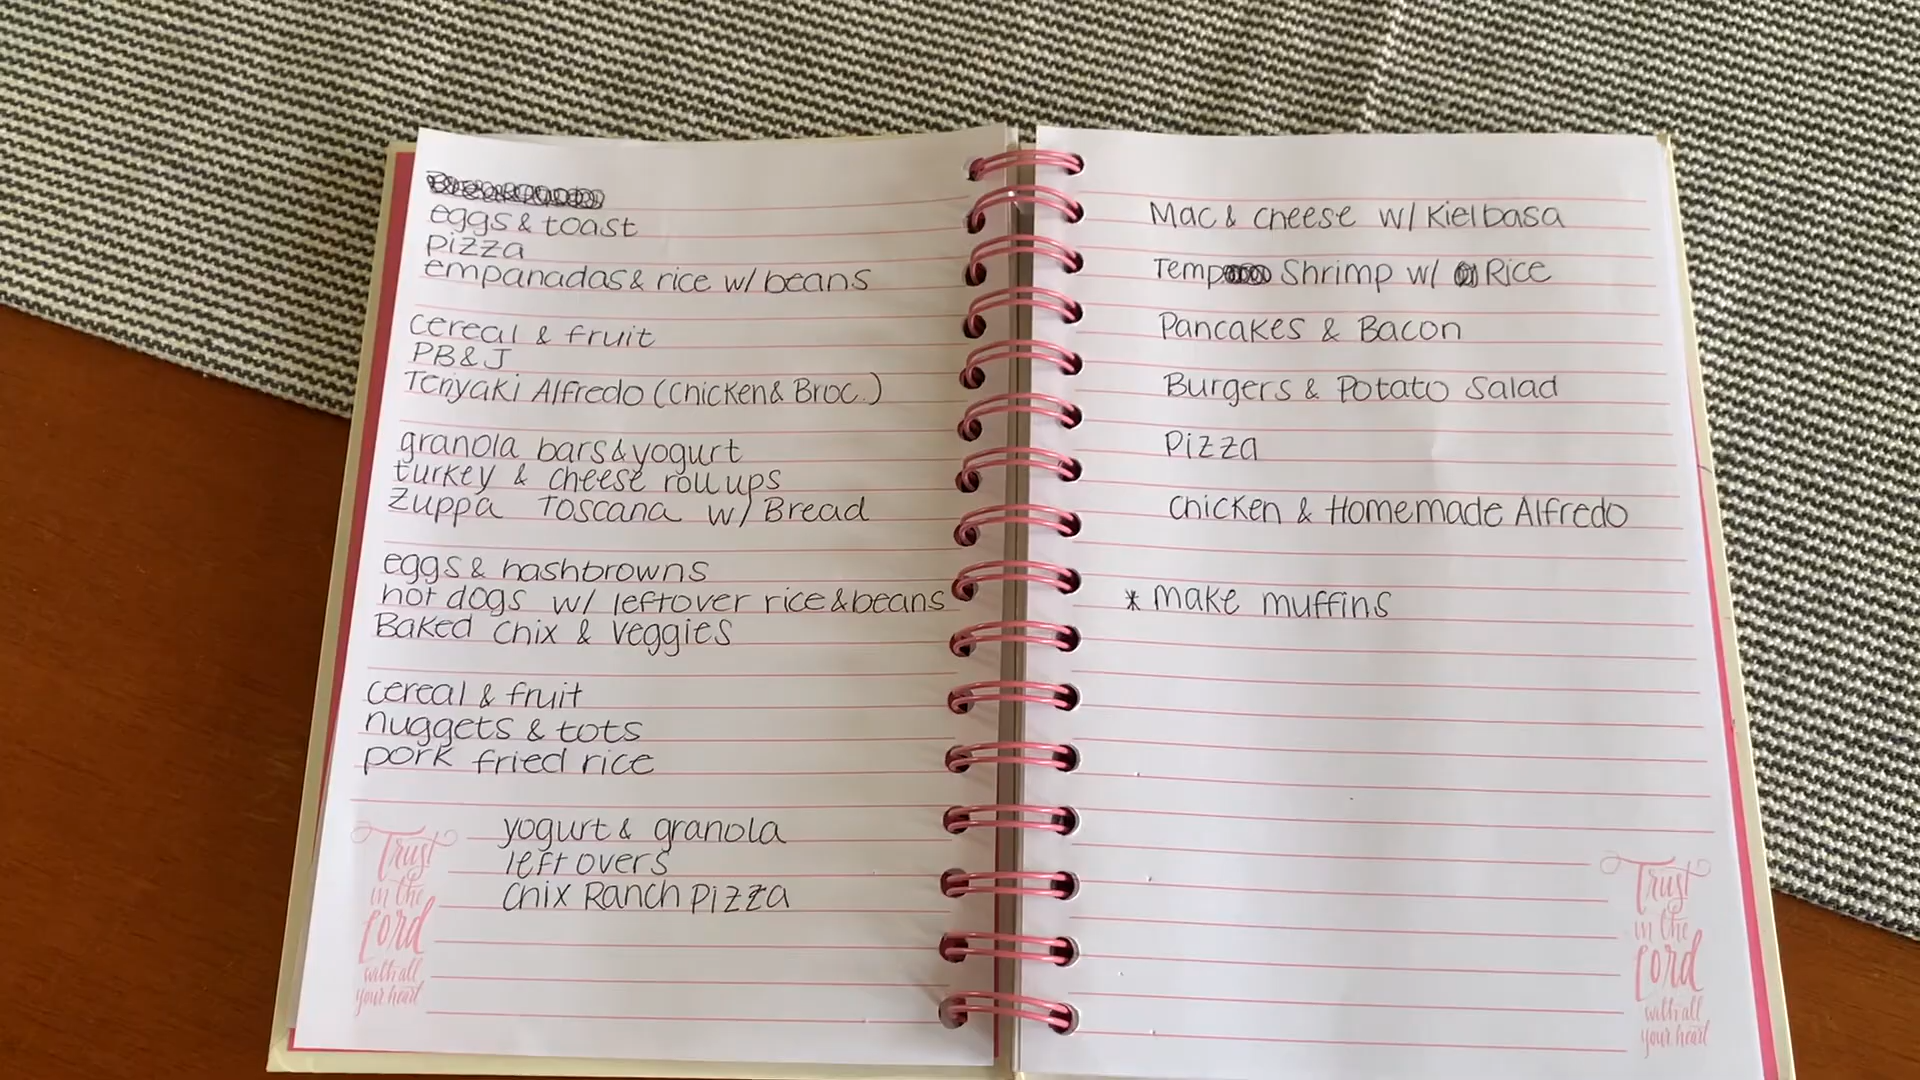 eggs & toast
pizza
empanadas & rice w/ beans
cereal & fruit
PB&J
Teriyaki Alfredo (Chicken & Broc.)
granola bars & yogurt
turkey & cheese roll ups
Zuppa Toscana w/ Bread
eggs & hashbrowns
hot dogs w/ leftover rice & beans
Baked Chix & Veggies
cereal & fruit
nuggets & tots
pork fried rice
yogurt & granola
leftovers
Chix Ranch Pizza
Trust
in the
Lord
with all
your heart
Mac & cheese w/ Kielbasa
Temp Shrimp w/ Rice
Pancakes & Bacon
Burgers & Potato Salad
Pizza
Chicken & Homemade Alfredo
* make muffins
Trust
in the
Lord
with all
your heart